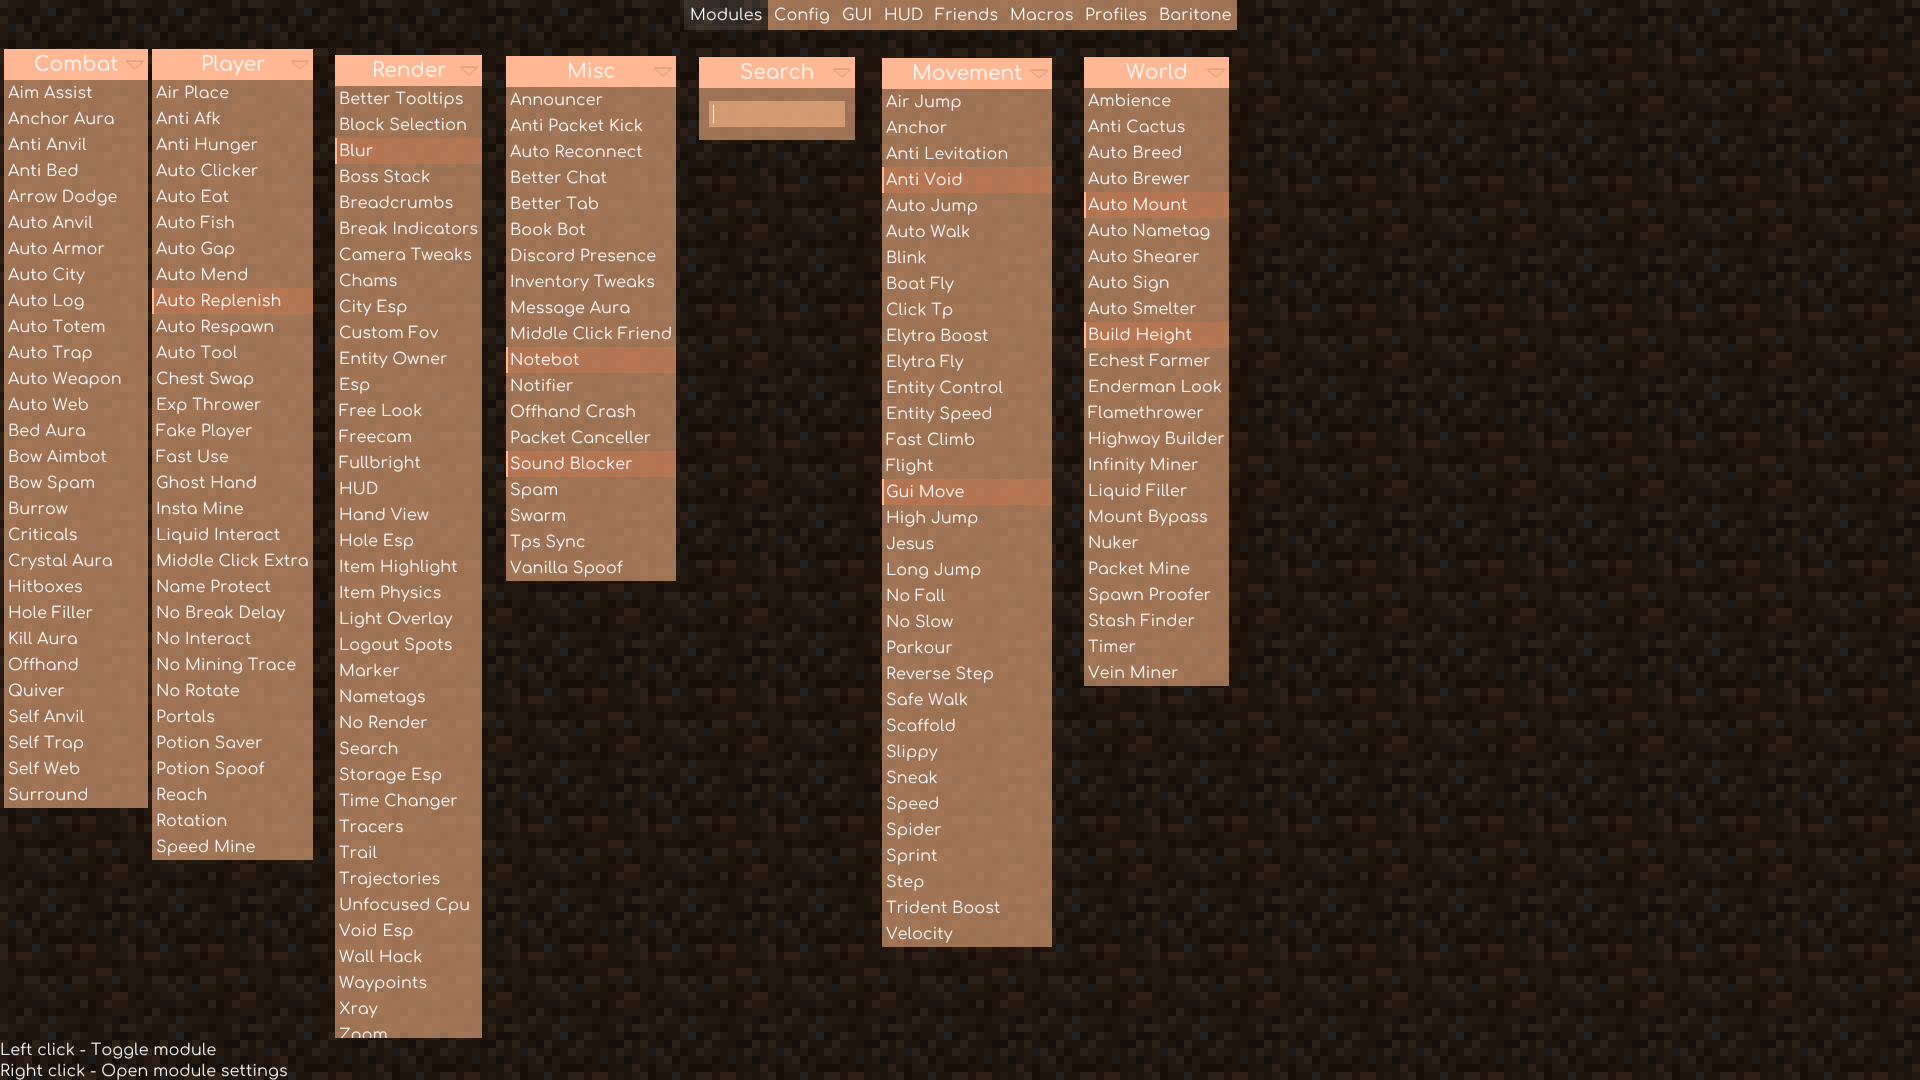 Modules Config GUI HUD Friends Macros Profiles Baritone
Combat
Aim Assist
Anchor Aura
Anti Anvil
Anti Bed
Arrow Dodge
Auto Anvil
Auto Armor
Auto City
Auto Log
Auto Totem
Auto Trap
Auto Weapon
Auto Web
Bed Aura
Bow Aimbot
Bow Spam
Burrow
Criticals
Crystal Aura
Hitboxes
Hole Filler
Kill Aura
Offhand
Quiver
Self Anvil
Self Trap
Self Web
Surround
Player
Air Place
Anti Afk
Anti Hunger
Auto Clicker
Auto Eat
Auto Fish
Auto Gap
Auto Mend
Auto Replenish
Auto Respawn
Auto Tool
Chest Swap
Exp Thrower
Fake Player
Fast Use
Ghost Hand
Insta Mine
Liquid Interact
Middle Click Extra
Name Protect
No Break Delay
No Interact
No Mining Trace
No Rotate
Portals
Potion Saver
Potion Spoof
Reach
Rotation
Speed Mine
Render
Better Tooltips
Block Selection
Blur
Boss Stack
Breadcrumbs
Break Indicators
Camera Tweaks
Chams
City Esp
Custom Fov
Entity Owner
Esp
Free Look
Freecam
Fullbright
HUD
Hand View
Hole Esp
Item Highlight
Item Physics
Light Overlay
Logout Spots
Marker
Nametags
No Render
Search
Storage Esp
Time Changer
Tracers
Trail
Trajectories
Unfocused Cpu
Void Esp
Wall Hack
Waypoints
Xray
Zoom
Misc
Announcer
Anti Packet Kick
Auto Reconnect
Better Chat
Better Tab
Book Bot
Discord Presence
Inventory Tweaks
Message Aura
Middle Click Friend
Notebot
Notifier
Offhand Crash
Packet Canceller
Sound Blocker
Spam
Swarm
Tps Sync
Vanilla Spoof
Search
Movement
Air Jump
Anchor
Anti Levitation
Anti Void
Auto Jump
Auto Walk
Blink
Boat Fly
Click Tp
Elytra Boost
Elytra Fly
Entity Control
Entity Speed
Fast Climb
Flight
Gui Move
High Jump
Jesus
Long Jump
No Fall
No Slow
Parkour
Reverse Step
Safe Walk
Scaffold
Slippy
Sneak
Speed
Spider
Sprint
Step
Trident Boost
Velocity
World
Ambience
Anti Cactus
Auto Breed
Auto Brewer
Auto Mount
Auto Nametag
Auto Shearer
Auto Sign
Auto Smelter
Build Height
Echest Farmer
Enderman Look
Flamethrower
Highway Builder
Infinity Miner
Liquid Filler
Mount Bypass
Nuker
Packet Mine
Spawn Proofer
Stash Finder
Timer
Vein Miner
Left click - Toggle module
Right click - Open module settings